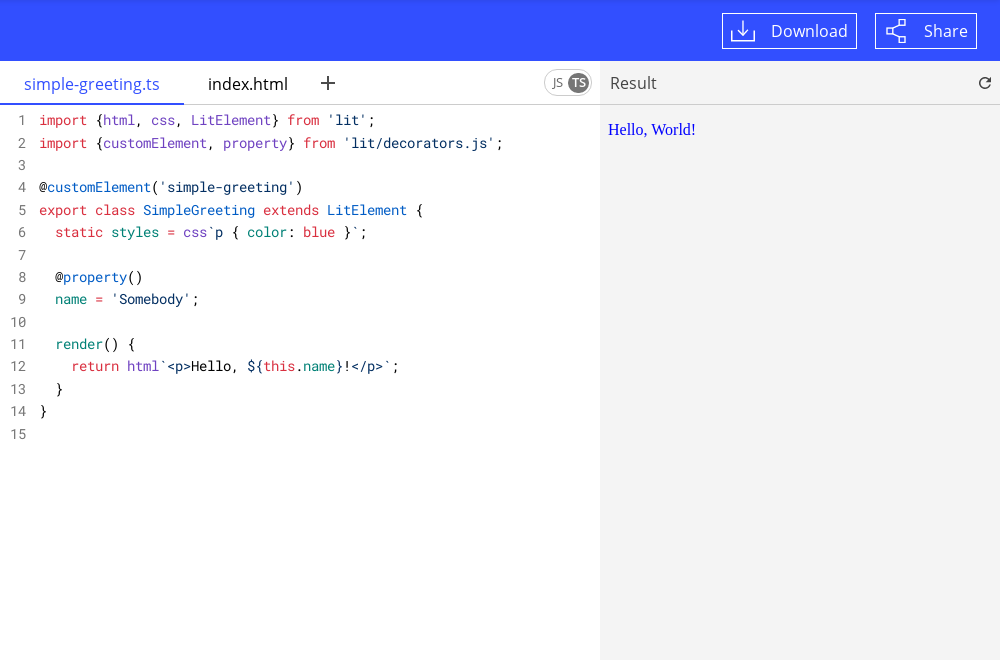 Download Share
simple-greeting.ts index.html + JS TS Result
1 import {html, css, LitElement} from 'lit';
2 import {customElement, property} from 'lit/decorators.js';
3
4 @customElement('simple-greeting')
5 export class SimpleGreeting extends LitElement {
6   static styles = css`p { color: blue }`;
7
8   @property()
9   name = 'Somebody';
10
11   render() {
12     return html`<p>Hello, ${this.name}!</p>`;
13   }
14 }
15
Hello, World!